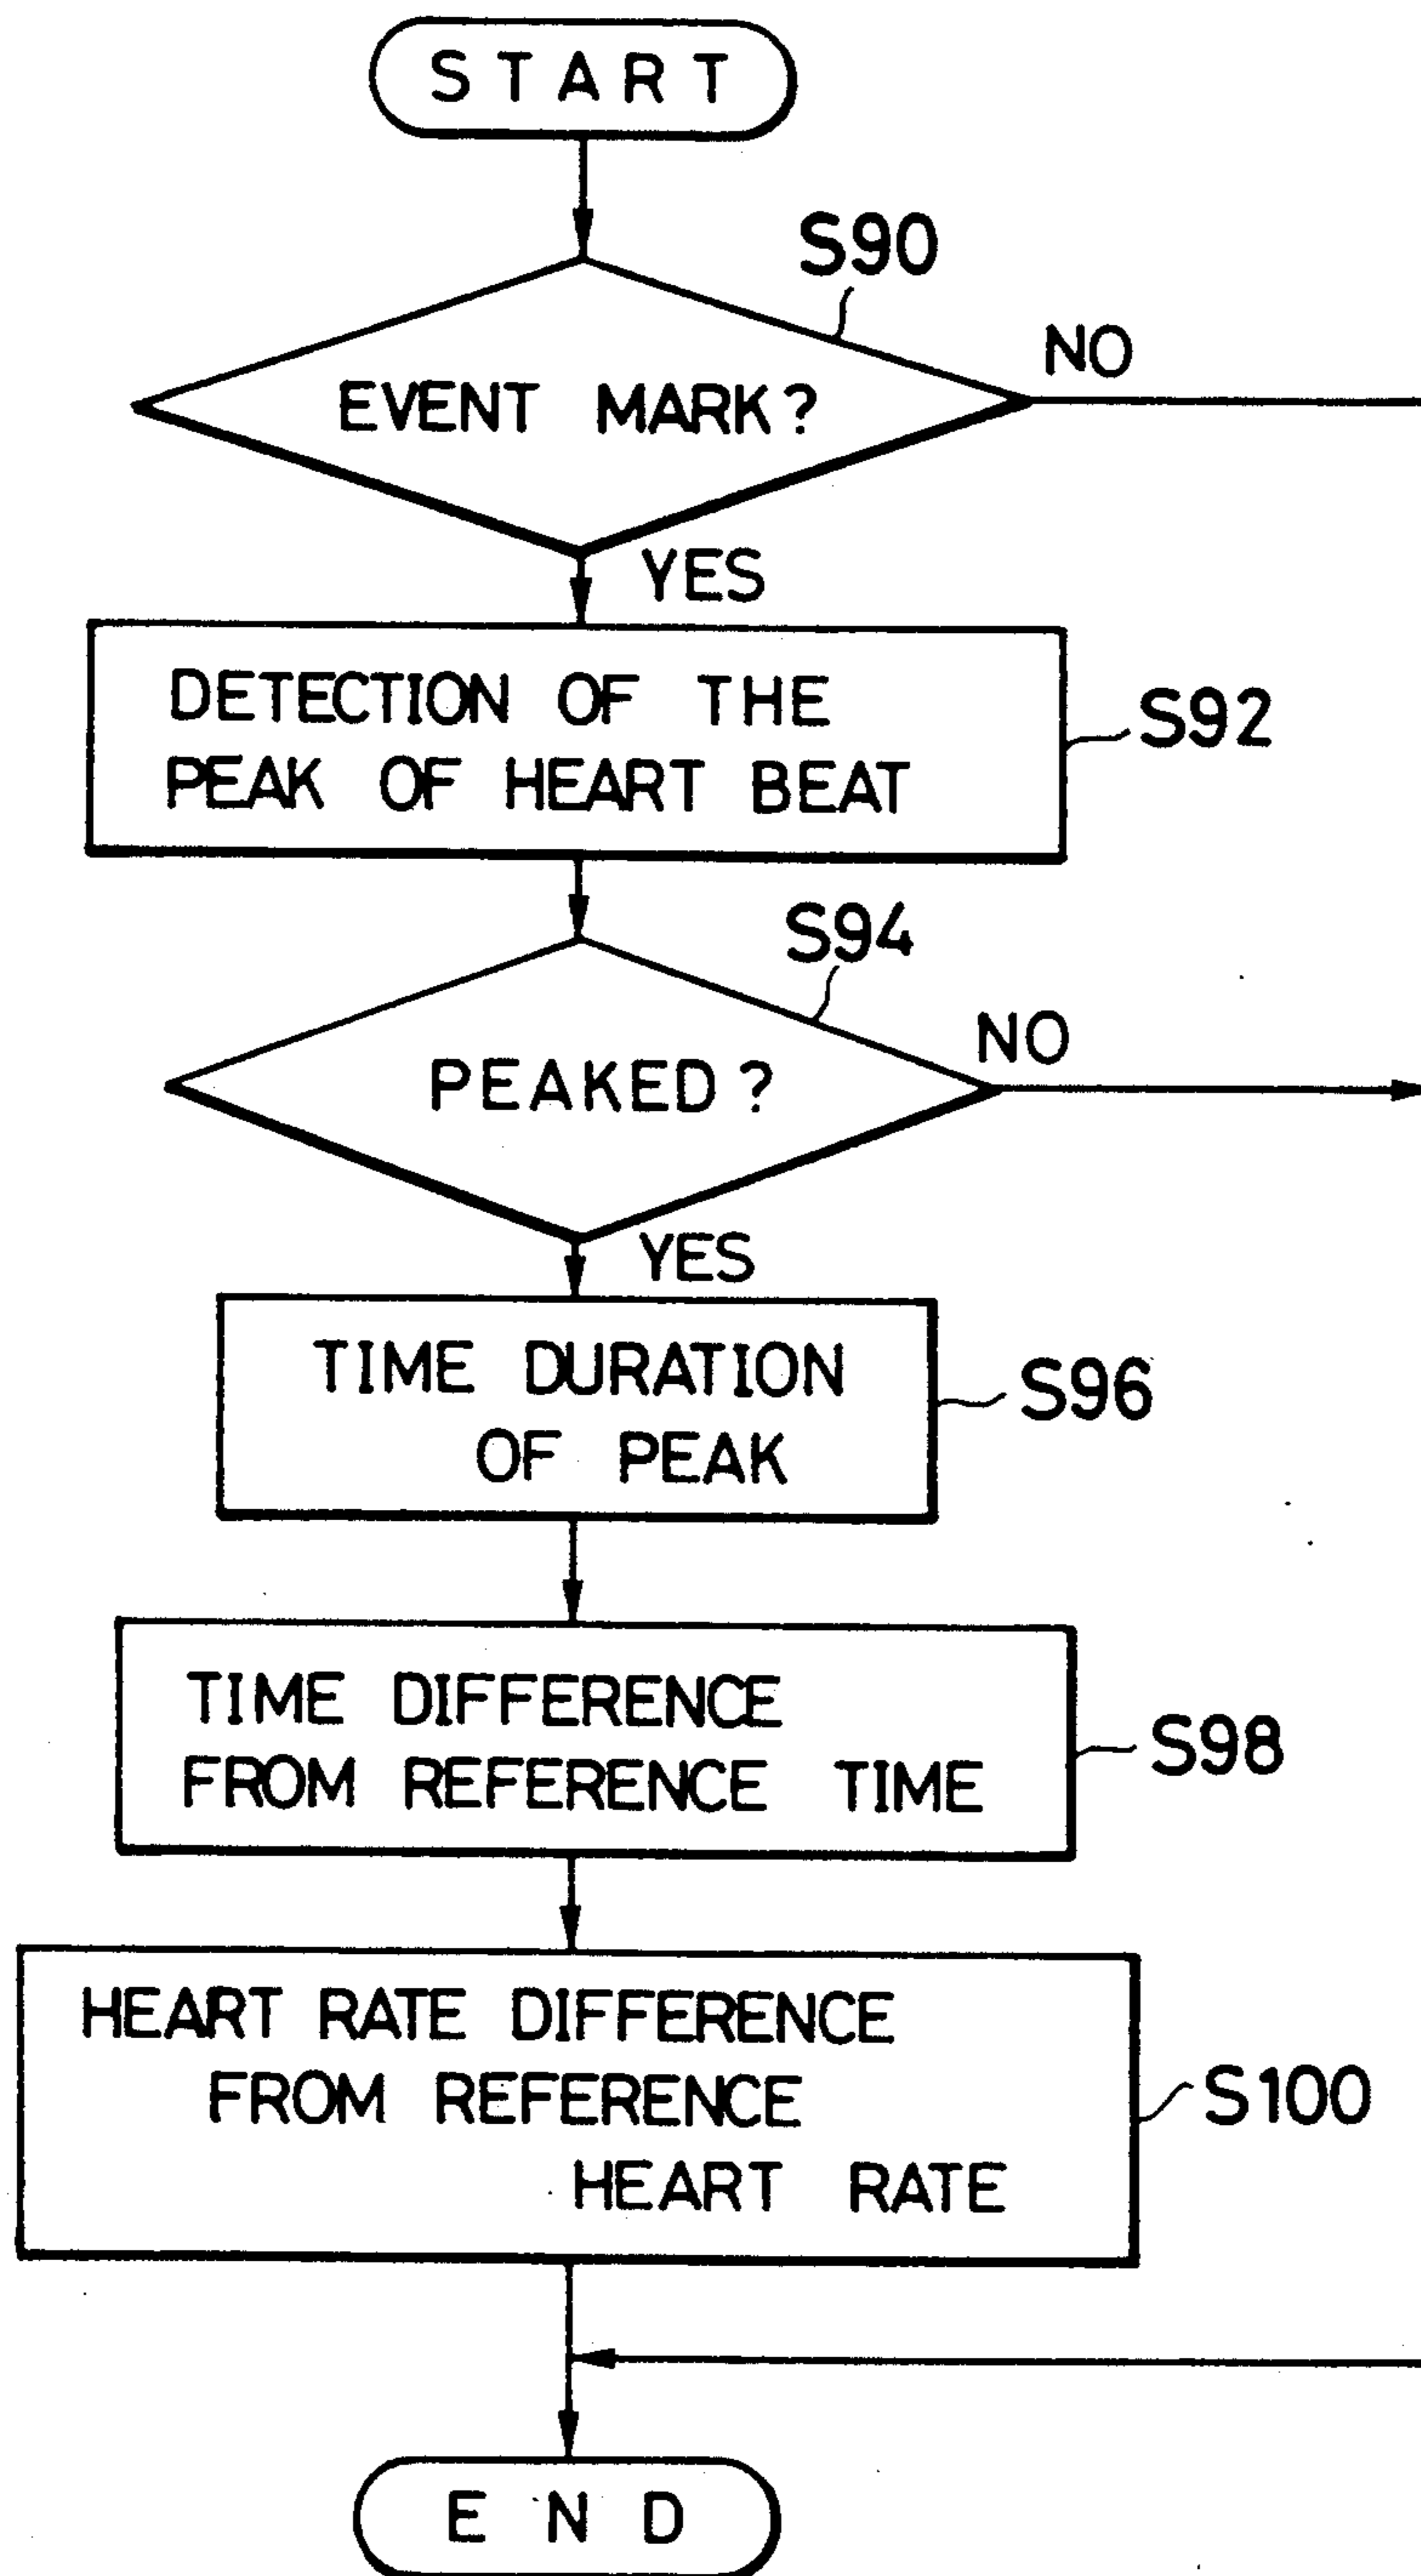 START
S90
NO
EVENT MARK?
YES
DETECTION OF THE
PEAK OF HEART BEAT
S92
S94
NO
PEAKED?
YES
TIME DURATION
OF PEAK
S96
TIME DIFFERENCE
FROM REFERENCE TIME
S98
HEART RATE DIFFERENCE
FROM REFERENCE
HEART RATE
S100
END